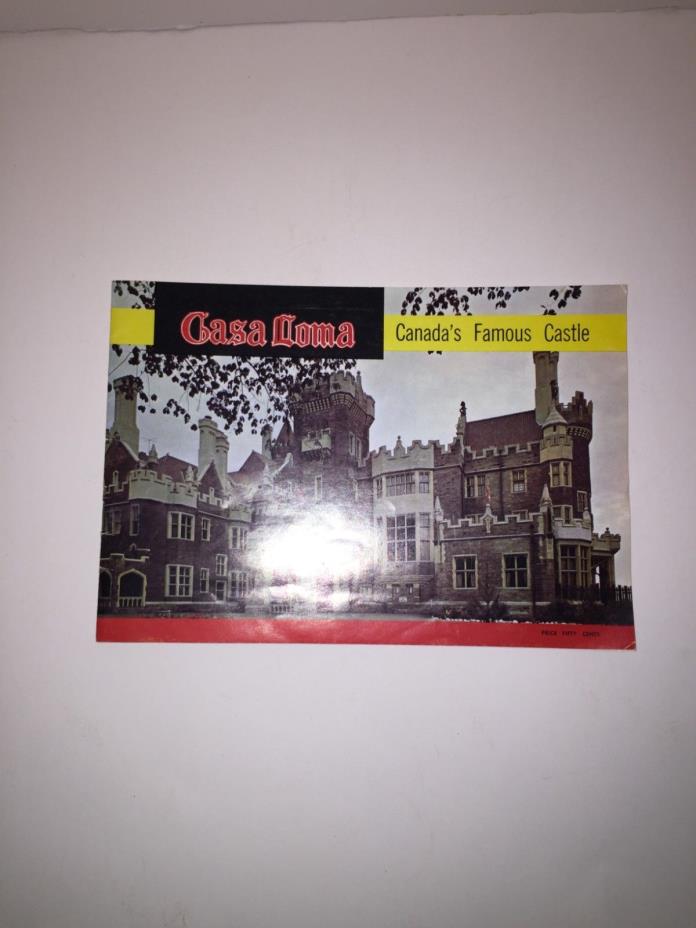 Casa Loma
Canada's Famous Castle
PRICE FIFTY CENTS